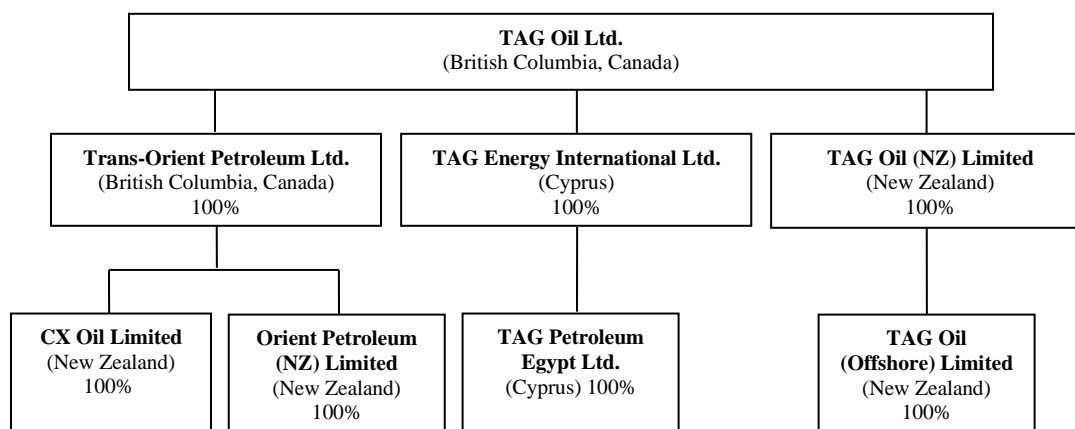 TAG Oil Ltd.
(British Columbia, Canada)
Trans-Orient Petroleum Ltd.
(British Columbia, Canada)
100%
TAG Energy International Ltd.
(Cyprus)
100%
TAG Oil (NZ) Limited
(New Zealand)
100%
CX Oil Limited
(New Zealand)
100%
Orient Petroleum
(NZ) Limited
(New Zealand)
100%
TAG Petroleum
Egypt Ltd.
(Cyprus) 100%
TAG Oil
(Offshore) Limited
(New Zealand)
100%